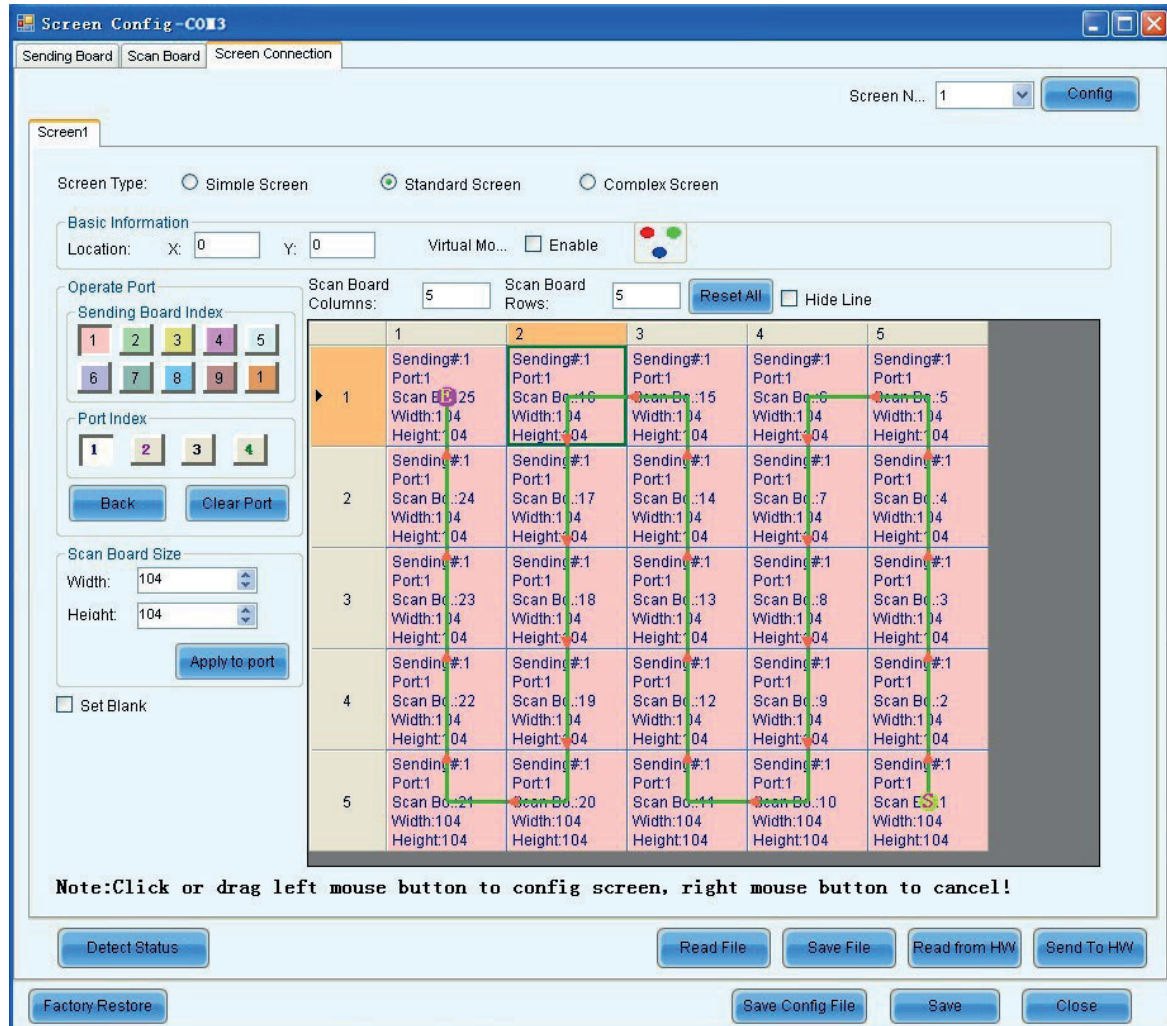 Screen Config-COM3
Sending Board Scan Board Screen Connection
Screen N... 1 Config
Screen1
Screen Type: Simple Screen Standard Screen Complex Screen
Basic Information
Location: X: 0 Y: 0 Virtual Mo... Enable
Operate Port
Sending Board Index
1 2 3 4 5
6 7 8 9 1
Port Index
1 2 3 4
Back Clear Port
Scan Board Size
Width: 104
Height: 104
Apply to port
Set Blank
Scan Board Columns: 5 Scan Board Rows: 5 Reset All Hide Line
1 2 3 4 5
1
Sending#:1 Sending#:1 Sending#:1 Sending#:1 Sending#:1
Port:1 Port:1 Port:1 Port:1 Port:1
Scan B E 25 Scan Bo.:16 Scan Bo.:15 Scan Bo.:6 Scan Bo.:5
Width:104 Width:104 Width:104 Width:104 Width:104
Height:104 Height:104 Height:104 Height:104 Height:104
2
Sending#:1 Sending#:1 Sending#:1 Sending#:1 Sending#:1
Port:1 Port:1 Port:1 Port:1 Port:1
Scan Bo.:24 Scan Bo.:17 Scan Bo.:14 Scan Bo.:7 Scan Bo.:4
Width:104 Width:104 Width:104 Width:104 Width:104
Height:104 Height:104 Height:104 Height:104 Height:104
3
Sending#:1 Sending#:1 Sending#:1 Sending#:1 Sending#:1
Port:1 Port:1 Port:1 Port:1 Port:1
Scan Bo.:23 Scan Bo.:18 Scan Bo.:13 Scan Bo.:8 Scan Bo.:3
Width:104 Width:104 Width:104 Width:104 Width:104
Height:104 Height:104 Height:104 Height:104 Height:104
4
Sending#:1 Sending#:1 Sending#:1 Sending#:1 Sending#:1
Port:1 Port:1 Port:1 Port:1 Port:1
Scan Bo.:22 Scan Bo.:19 Scan Bo.:12 Scan Bo.:9 Scan Bo.:2
Width:104 Width:104 Width:104 Width:104 Width:104
Height:104 Height:104 Height:104 Height:104 Height:104
5
Sending#:1 Sending#:1 Sending#:1 Sending#:1 Sending#:1
Port:1 Port:1 Port:1 Port:1 Port:1
Scan Bo.:21 Scan Bo.:20 Scan Bo.:11 Scan Bo.:10 Scan B S :1
Width:104 Width:104 Width:104 Width:104 Width:104
Height:104 Height:104 Height:104 Height:104 Height:104
Note:Click or drag left mouse button to config screen, right mouse button to cancel!
Detect Status Read File Save File Read from HW Send To HW
Factory Restore Save Config File Save Close